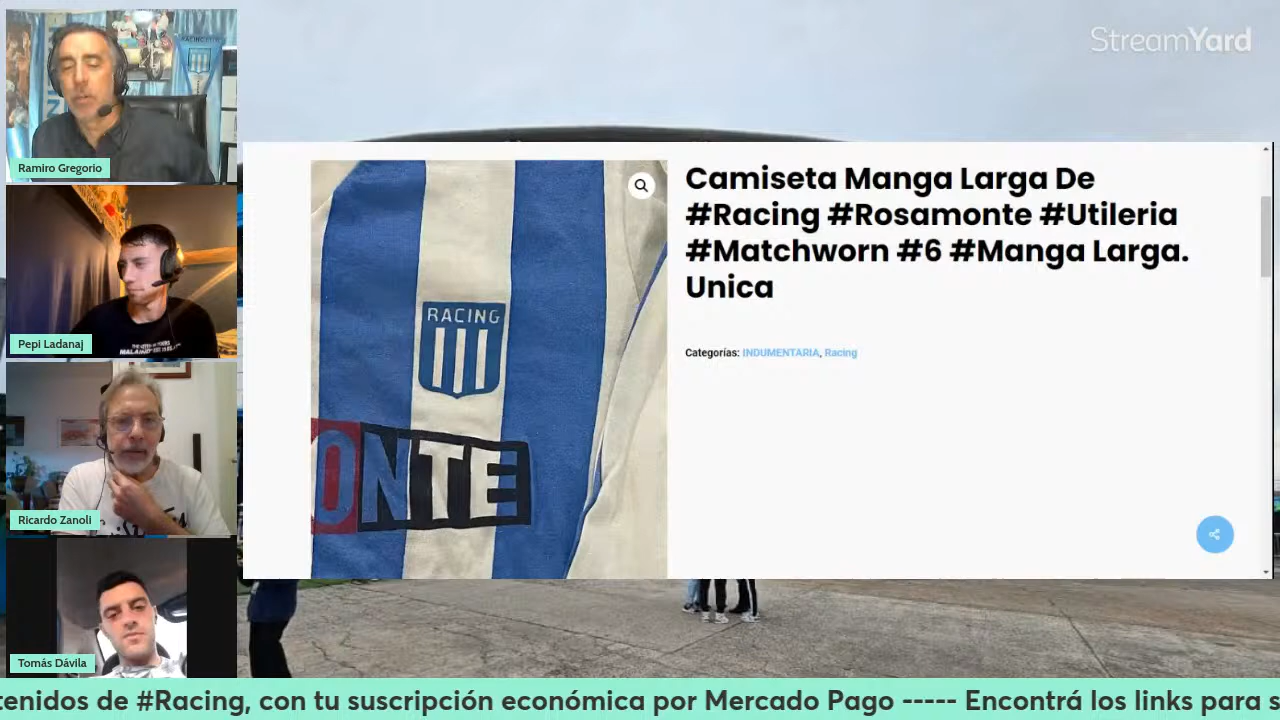 StreamYard
Ramiro Gregorio
Pepi Ladanaj
Ricardo Zanoli
Tomás Dávila
RACING
ONTE
Camiseta Manga Larga De
#Racing #Rosamonte #Utileria
#Matchworn #6 #Manga Larga.
Unica
Categorías: INDUMENTARIA, Racing
tenidos de #Racing, con tu suscripción económica por Mercado Pago ----- Encontrá los links para s